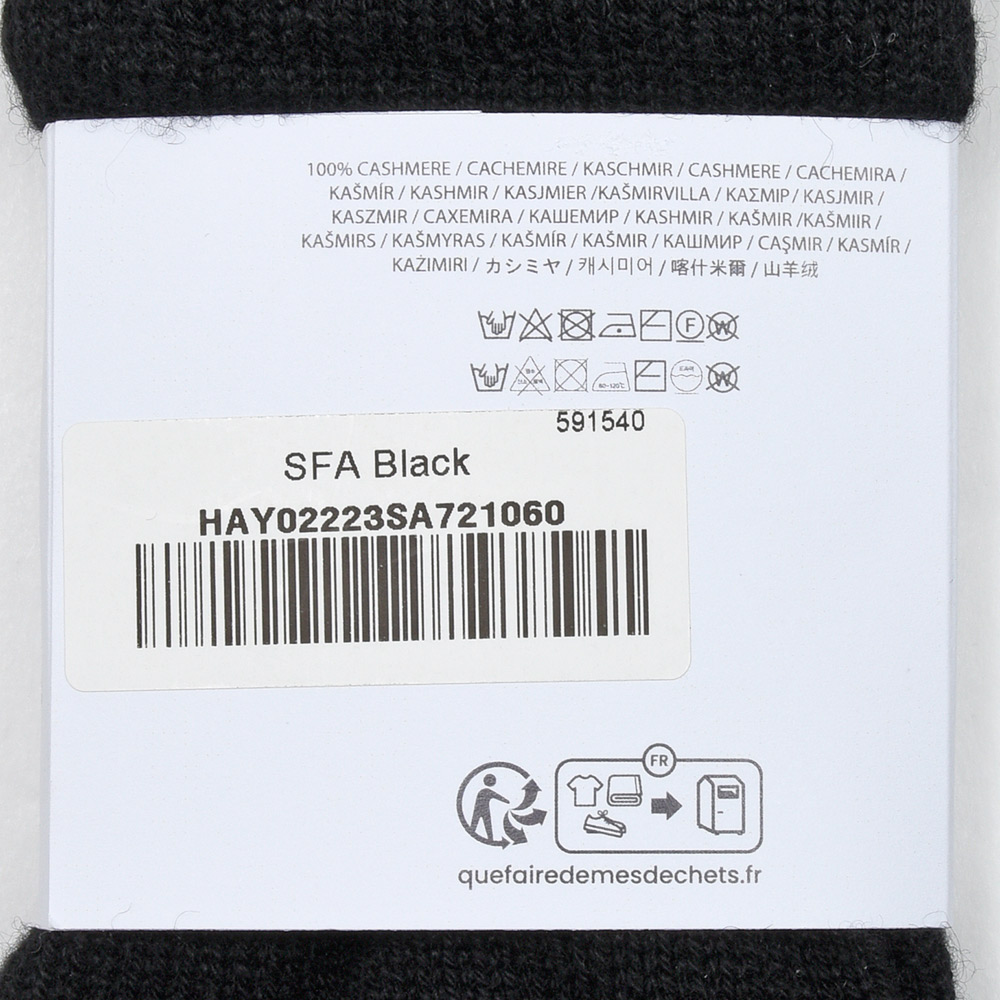 100% CASHMERE / CACHEMIRE / KASCHMIR / CASHMERE / CACHEMIRA /
KAŠMÍR / KASHMIR / KASJMIER /KAŠMIRVILLA / ΚΑΣΜΙΡ / KASJMIR /
KASZMIR / CAXEMIRA / КАШЕМИР / KASHMIR / KAŠMIR /KAŠMIIR /
KAŠMIRS / KAŠMYRAS / KAŠMÍR / KAŠMIR / КАШМИР / CAŞMIR / KASMÍR /
KAŻIMIRI / カシミヤ / 캐시미어 / 喀什米爾 / 山羊绒
F W
80~120℃ W
591540
SFA Black
HAY02223SA721060
FR
quefairedemesdechets.fr